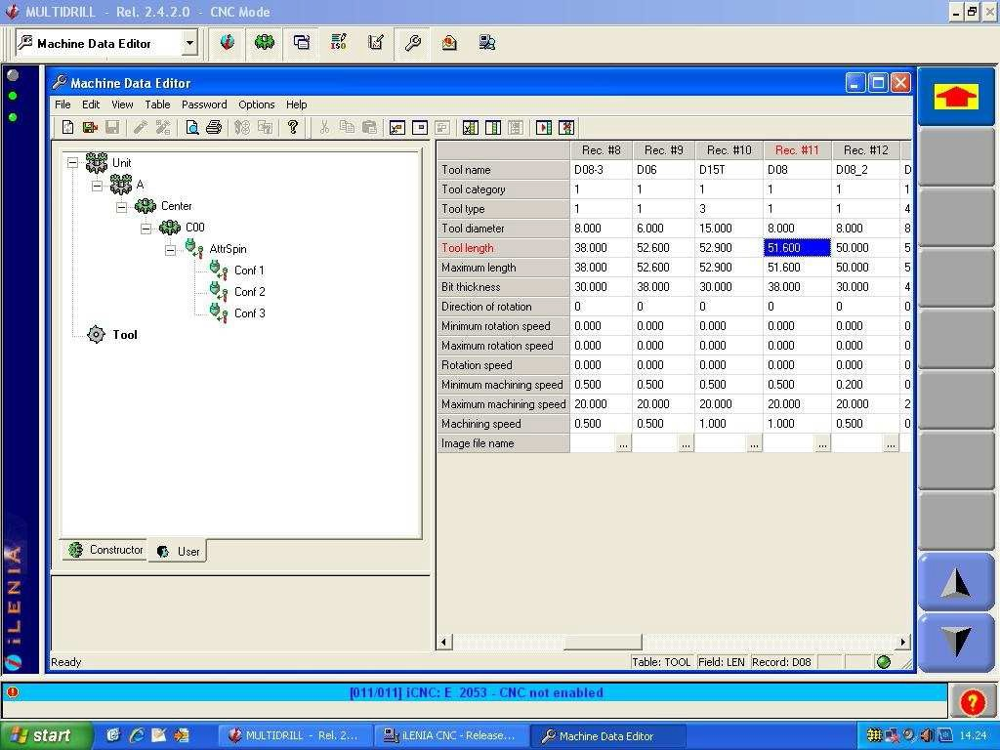 MULTIDRILL - Rel. 2.4.2.0 - CNC Mode
Machine Data Editor
ISO
Machine Data Editor
File Edit View Table Password Options Help
Unit
A
Center
C00
AttrSpin
Conf 1
Conf 2
Conf 3
Tool
Constructor User
Rec. #8 Rec. #9 Rec. #10 Rec. #11 Rec. #12
Tool name D08-3 D06 D15T D08 D08_2 D
Tool category 1 1 1 1 1 1
Tool type 1 1 3 1 1 4
Tool diameter 8.000 6.000 15.000 8.000 8.000 8
Tool length 38.000 52.600 52.900 51.600 50.000 5
Maximum length 38.000 52.600 52.900 51.600 50.000 5
Bit thickness 30.000 38.000 30.000 38.000 30.000 4
Direction of rotation 0 0 0 0 0 0
Minimum rotation speed 0.000 0.000 0.000 0.000 0.000 0
Maximum rotation speed 0.000 0.000 0.000 0.000 0.000 0
Rotation speed 0.000 0.000 0.000 0.000 0.000 0
Minimum machining speed 0.500 0.500 0.500 0.500 0.200 0
Maximum machining speed 20.000 20.000 20.000 20.000 20.000 2
Machining speed 0.500 0.500 1.000 1.000 0.500 0
Image file name ... ... ... ... ...
iLENIA
Ready Table: TOOL Field: LEN Record: D08
[011/011] iCNC: E 2053 - CNC not enabled
start MULTIDRILL - Rel. 2... iLENIA CNC - Release... Machine Data Editor 14.24